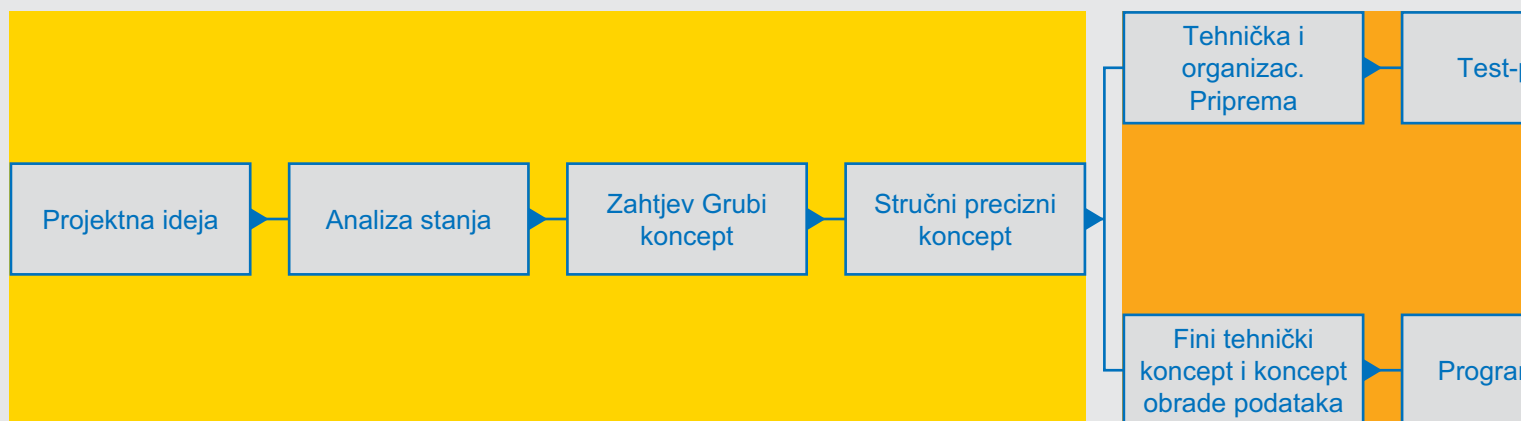 Tehnička i
organizac.
Priprema
Projektna ideja
Analiza stanja
Zahtjev Grubi
koncept
Stručni precizni
koncept
Fini tehnički
koncept i koncept
obrade podataka